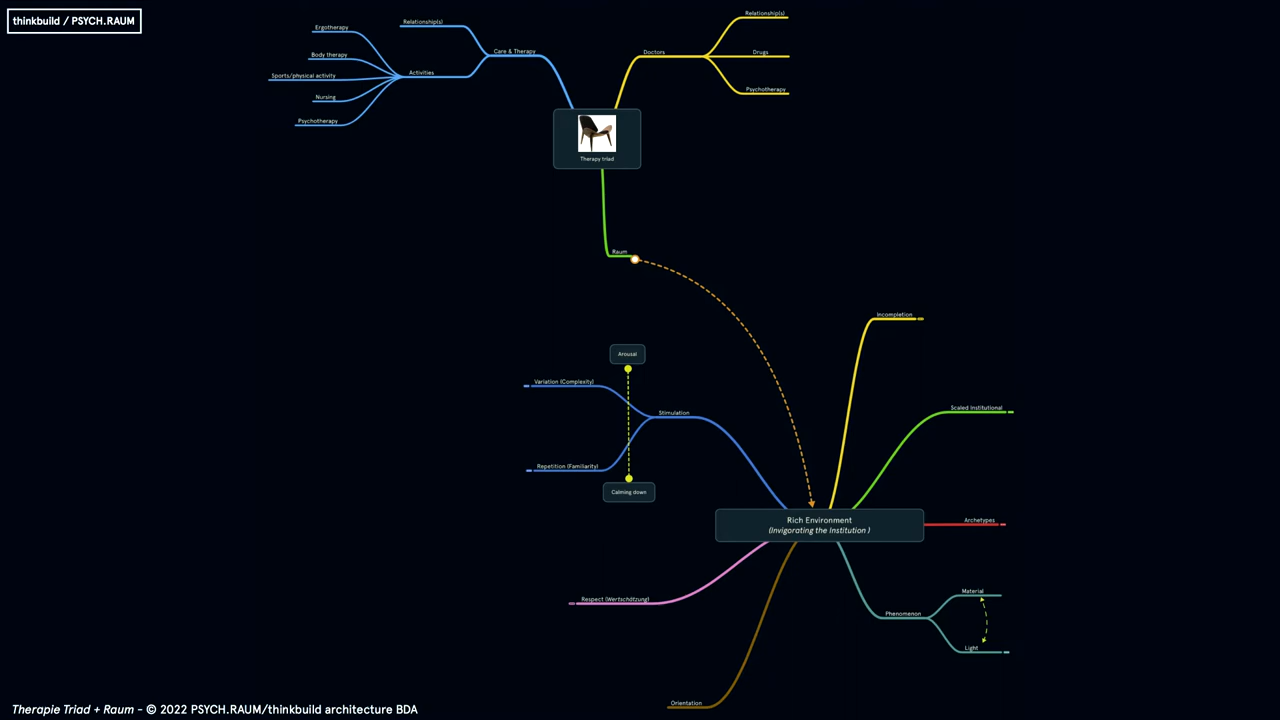 thinkbuild / PSYCH.RAUM
Relationship(s)
Ergotherapy
Body therapy
Care & Therapy
Activities
Sports/physical activity
Nursing
Psychotherapy
Relationship(s)
Doctors
Drugs
Psychotherapy
Therapy triad
Raum
Incompletion
Arousal
Variation (Complexity)
Stimulation
Repetition (Familiarity)
Calming down
Scaled Institutional
Rich Environment
(Invigorating the Institution )
Archetypes
Respect (Wertschätzung)
Material
Phenomenon
Light
Orientation
Therapie Triad + Raum - © 2022 PSYCH.RAUM/thinkbuild architecture BDA